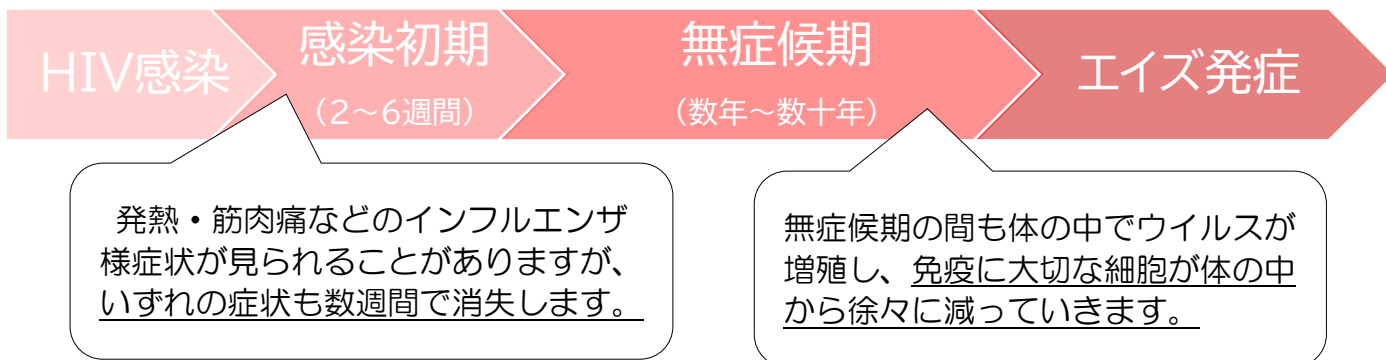 HIV感染
感染初期
（2～6週間）
無症候期
（数年～数十年）
エイズ発症
発熱・筋肉痛などのインフルエンザ
様症状が見られることがありますが、
いずれの症状も数週間で消失します。
無症候期の間も体の中でウイルスが
増殖し、免疫に大切な細胞が体の中
から徐々に減っていきます。